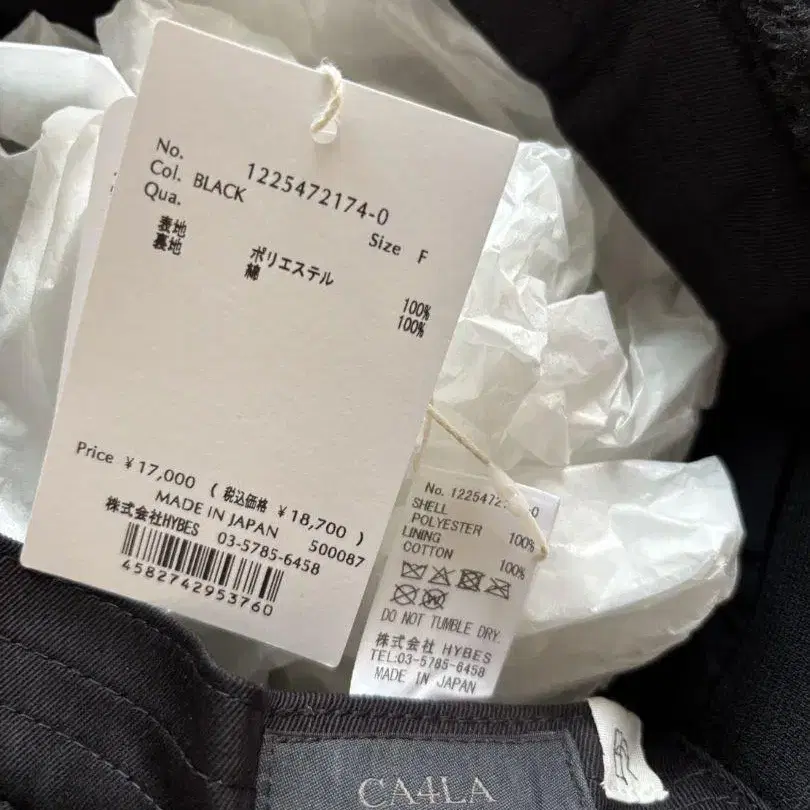 No. 1225472174-0
Col. BLACK Size F
Qua.
表地 ポリエステル 100%
裏地 綿 100%
Price ¥17,000 ( 税込価格 ¥18,700 )
MADE IN JAPAN 500087
株式会社HYBES 03-5785-6458
4582742953760
No. 12254721 -0
SHELL
POLYESTER 100%
LINING
COTTON 100%
DO NOT TUMBLE DRY.
株式会社 HYBES
TEL:03-5785-6458
MADE IN JAPAN
CA4LA